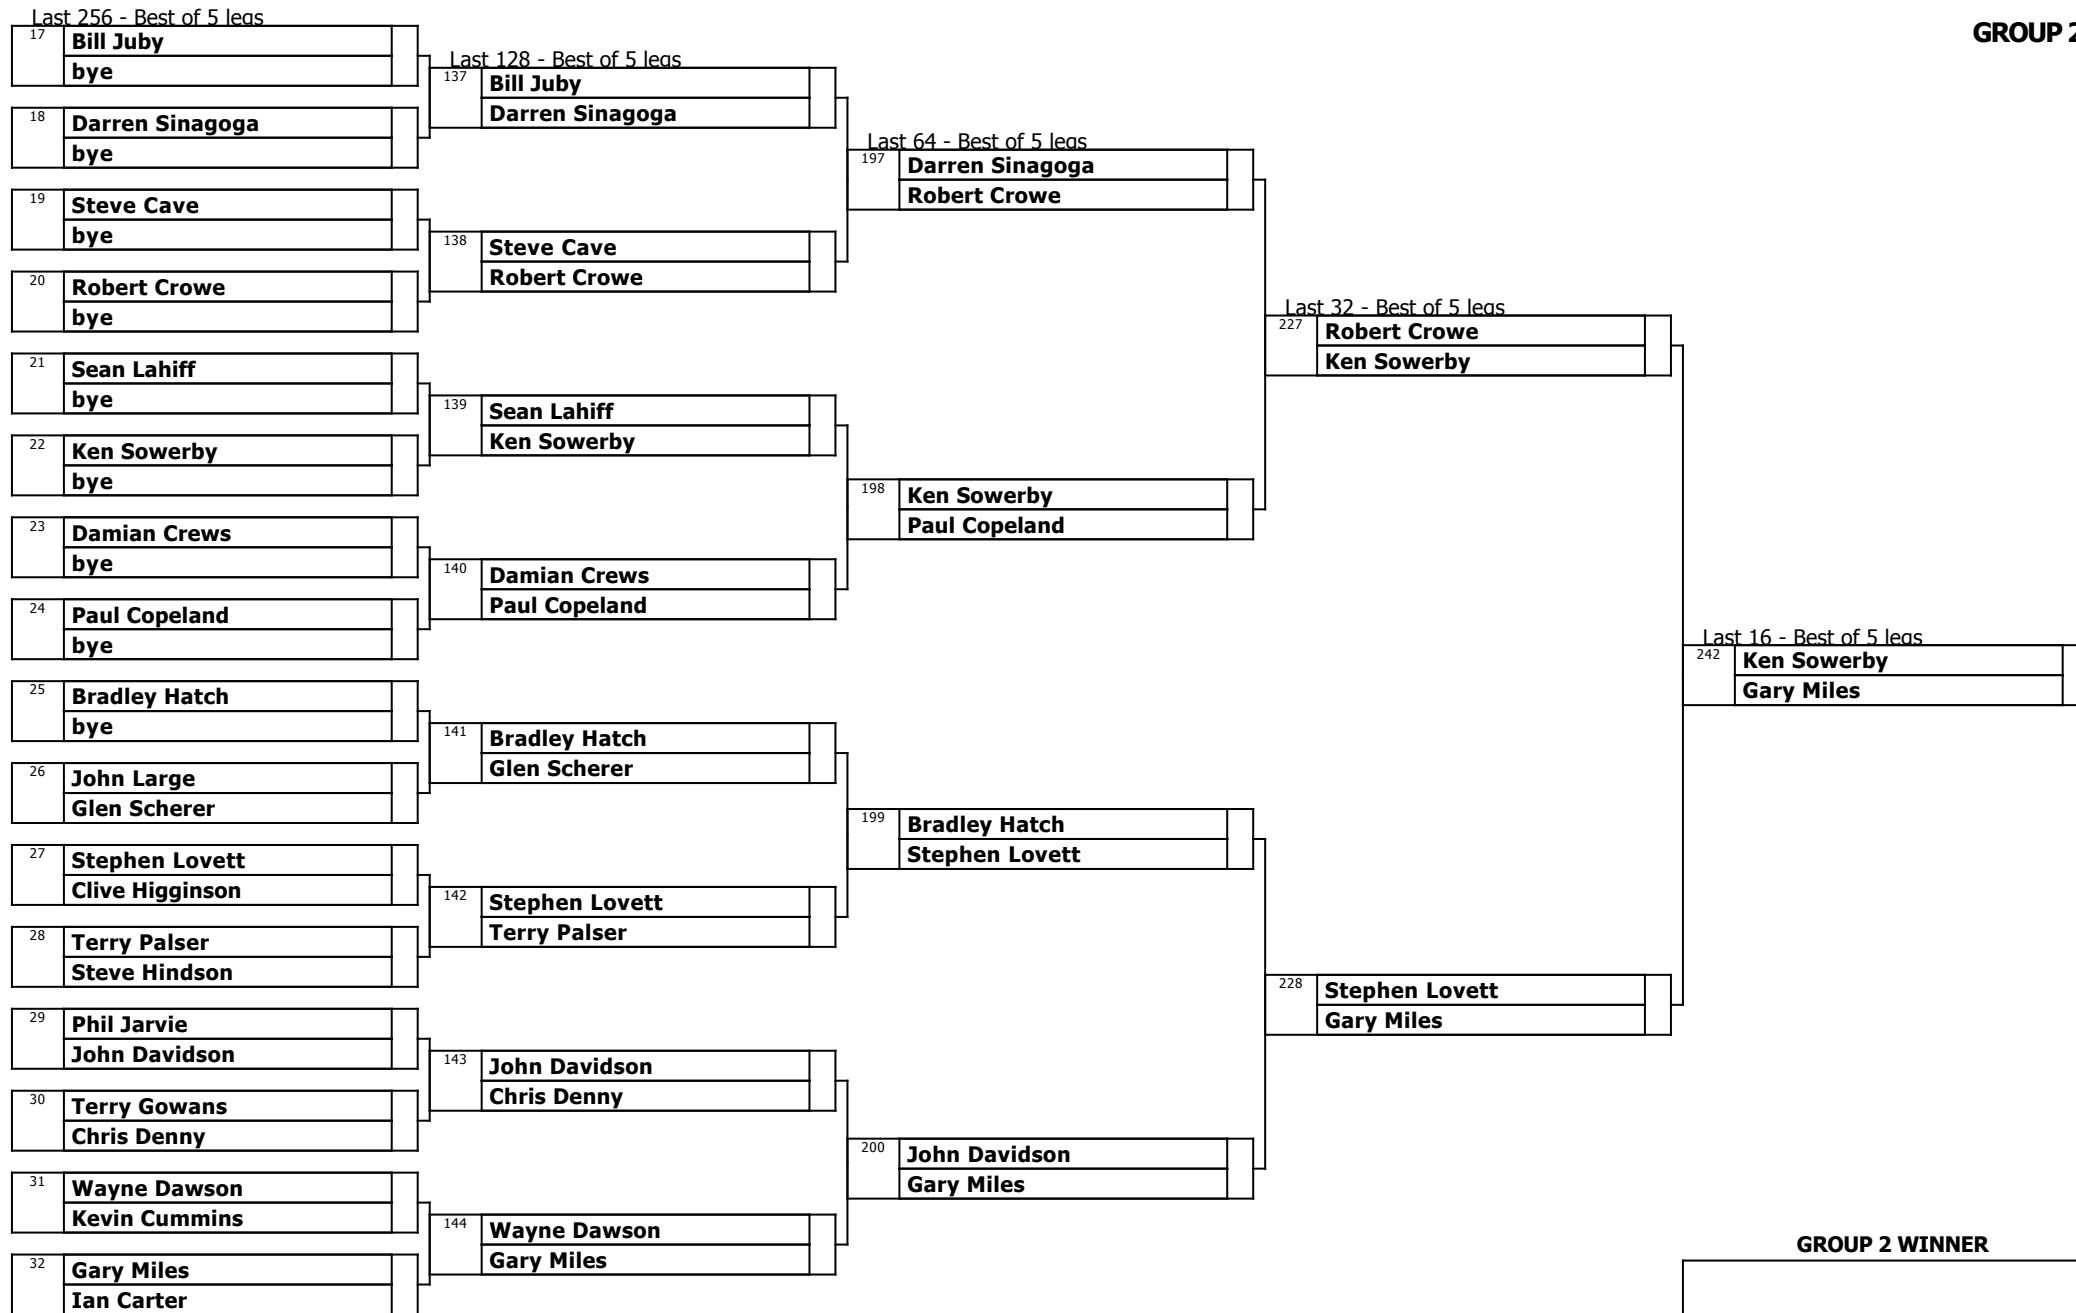 Last 256 - Best of 5 legs
GROUP 2
17
Bill Juby
bye
Last 128 - Best of 5 legs
137
Bill Juby
Darren Sinagoga
18
Darren Sinagoga
bye
Last 64 - Best of 5 legs
197
Darren Sinagoga
Robert Crowe
19
Steve Cave
bye
138
Steve Cave
Robert Crowe
20
Robert Crowe
bye
Last 32 - Best of 5 legs
227
Robert Crowe
Ken Sowerby
21
Sean Lahiff
bye
139
Sean Lahiff
Ken Sowerby
22
Ken Sowerby
bye
198
Ken Sowerby
Paul Copeland
23
Damian Crews
bye
140
Damian Crews
Paul Copeland
24
Paul Copeland
bye
Last 16 - Best of 5 legs
242
Ken Sowerby
Gary Miles
25
Bradley Hatch
bye
141
Bradley Hatch
Glen Scherer
26
John Large
Glen Scherer
199
Bradley Hatch
Stephen Lovett
27
Stephen Lovett
Clive Higginson
142
Stephen Lovett
Terry Palser
28
Terry Palser
Steve Hindson
228
Stephen Lovett
Gary Miles
29
Phil Jarvie
John Davidson
143
John Davidson
Chris Denny
30
Terry Gowans
Chris Denny
200
John Davidson
Gary Miles
31
Wayne Dawson
Kevin Cummins
144
Wayne Dawson
Gary Miles
GROUP 2 WINNER
32
Gary Miles
Ian Carter